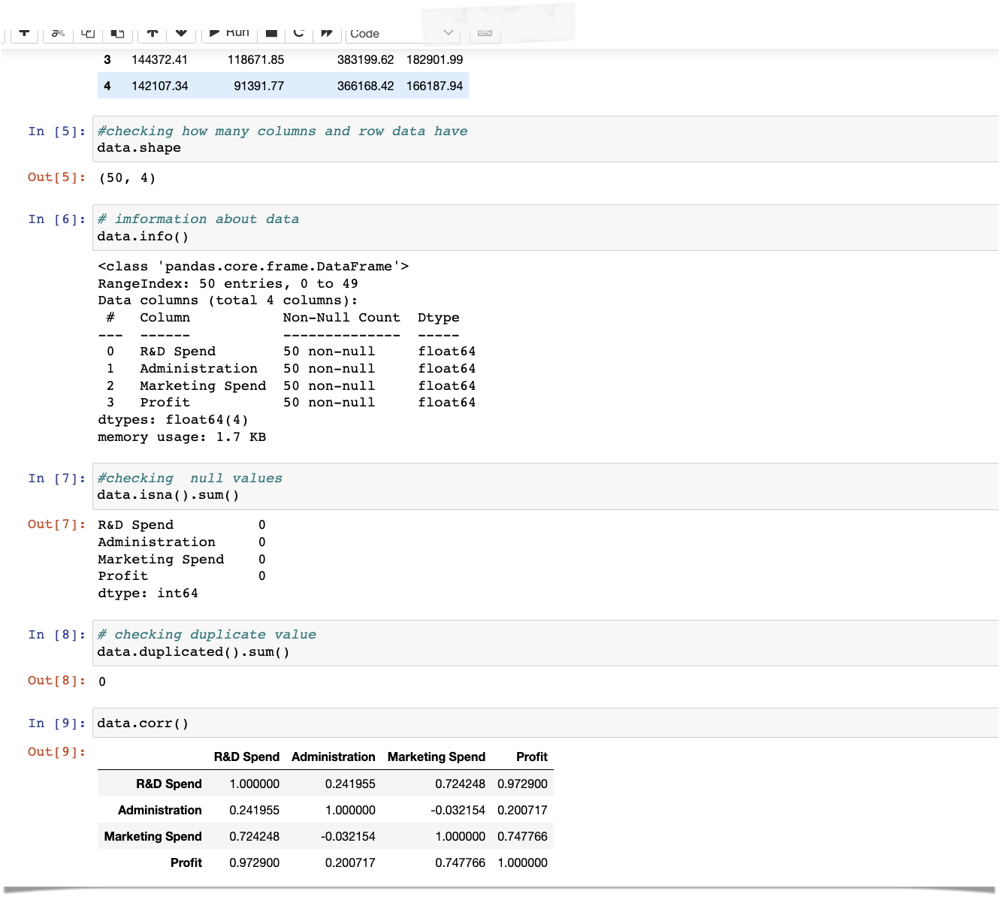 Run Code
3 144372.41 118671.85 383199.62 182901.99
4 142107.34 91391.77 366168.42 166187.94
In [5]: #checking how many columns and row data have
data.shape
Out[5]: (50, 4)
In [6]: # imformation about data
data.info()
<class 'pandas.core.frame.DataFrame'>
RangeIndex: 50 entries, 0 to 49
Data columns (total 4 columns):
# Column Non-Null Count Dtype
--- ------ -------------- -----
0 R&D Spend 50 non-null float64
1 Administration 50 non-null float64
2 Marketing Spend 50 non-null float64
3 Profit 50 non-null float64
dtypes: float64(4)
memory usage: 1.7 KB
In [7]: #checking  null values
data.isna().sum()
Out[7]: R&D Spend 0
Administration 0
Marketing Spend 0
Profit 0
dtype: int64
In [8]: # checking duplicate value
data.duplicated().sum()
Out[8]: 0
In [9]: data.corr()
Out[9]:
R&D Spend Administration Marketing Spend Profit
R&D Spend 1.000000 0.241955 0.724248 0.972900
Administration 0.241955 1.000000 -0.032154 0.200717
Marketing Spend 0.724248 -0.032154 1.000000 0.747766
Profit 0.972900 0.200717 0.747766 1.000000